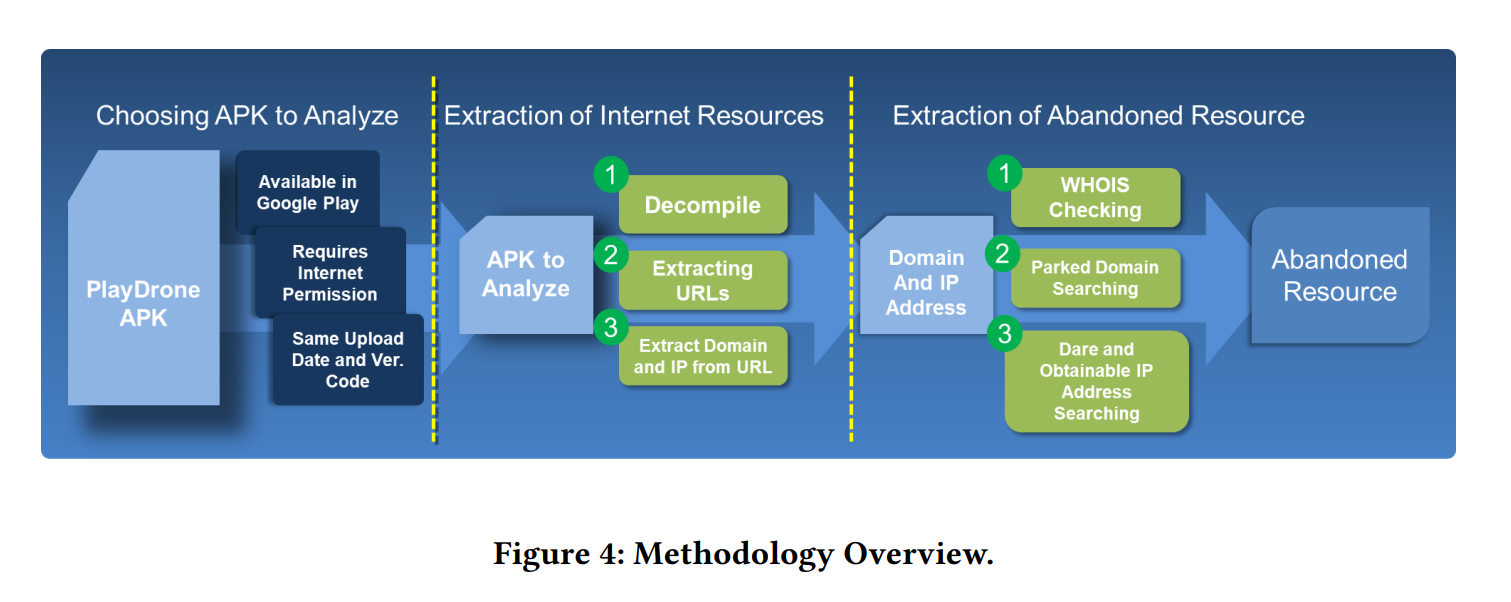 Choosing APK to Analyze
PlayDrone
APK
Available in
Google Play
Requires
Internet
Permission
Same Upload
Date and Ver.
Code
Extraction of Internet Resources
APK to
Analyze
1
Decompile
2
Extracting
URLs
3
Extract Domain
and IP from URL
Extraction of Abandoned Resource
Domain
And IP
Address
1
WHOIS
Checking
2
Parked Domain
Searching
3
Dare and
Obtainable IP
Address
Searching
Abandoned
Resource
Figure 4: Methodology Overview.